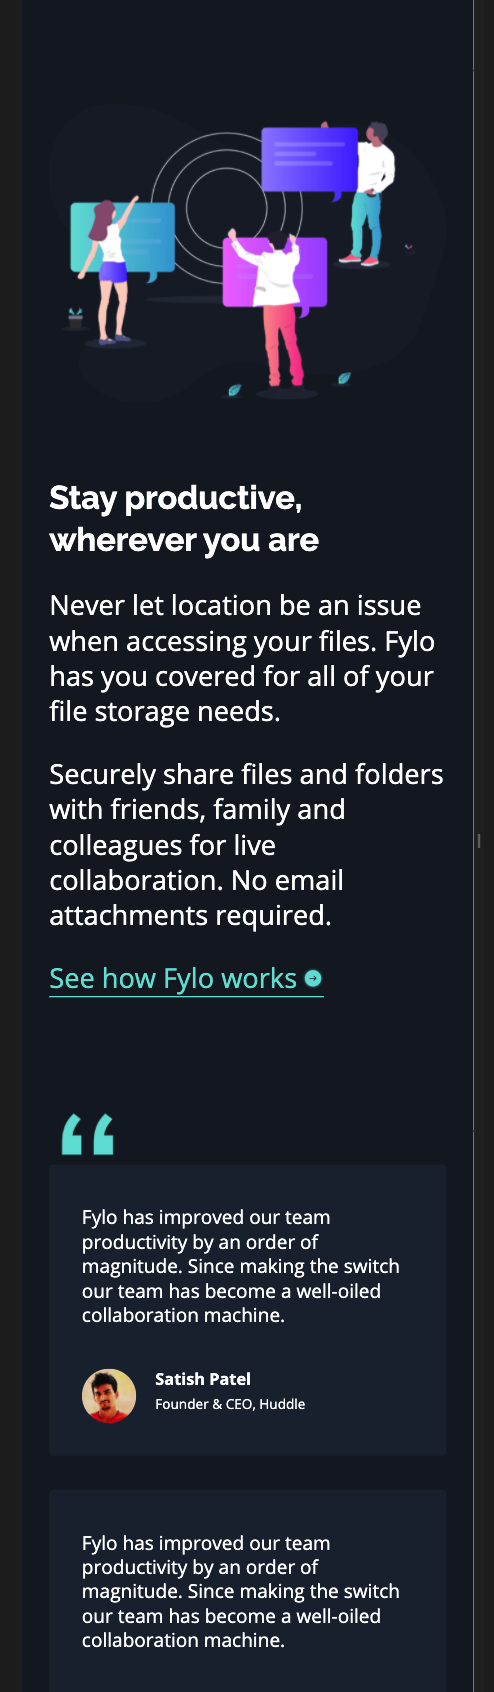 Stay productive,
wherever you are
Never let location be an issue
when accessing your files. Fylo
has you covered for all of your
file storage needs.
Securely share files and folders
with friends, family and
colleagues for live
collaboration. No email
attachments required.
See how Fylo works
“
Fylo has improved our team
productivity by an order of
magnitude. Since making the switch
our team has become a well-oiled
collaboration machine.
Satish Patel
Founder & CEO, Huddle
Fylo has improved our team
productivity by an order of
magnitude. Since making the switch
our team has become a well-oiled
collaboration machine.